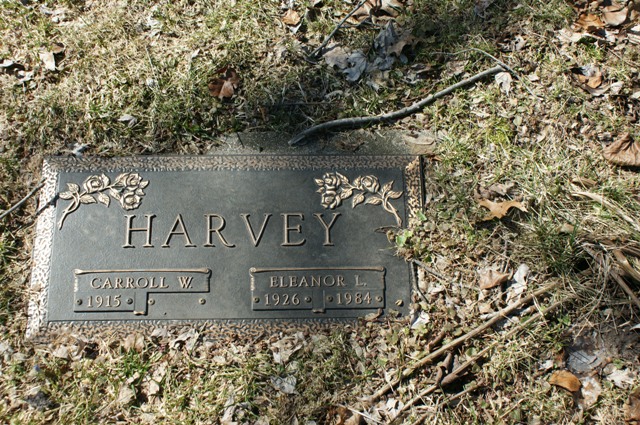 HARVEY
CARROLL W. ELEANOR L.
1915 1926 1984